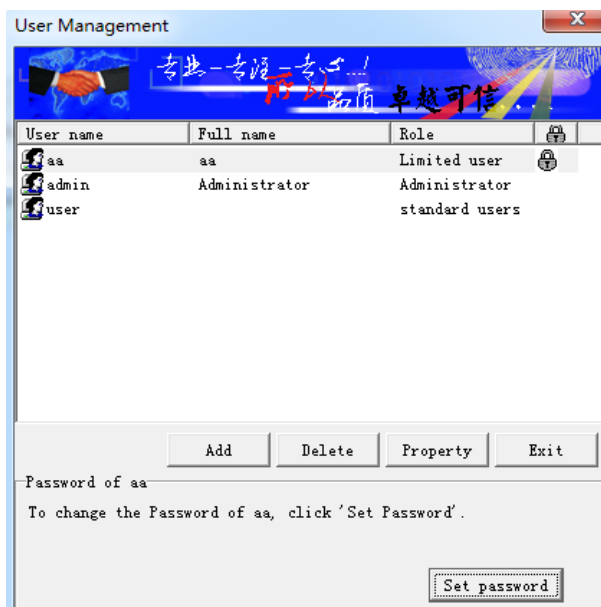 User Management
专业-专注-专心...!
所以
品质 卓越可信...
User name Full name Role
aa aa Limited user
admin Administrator Administrator
user standard users
Add Delete Property Exit
Password of aa
To change the Password of aa, click 'Set Password'.
Set password